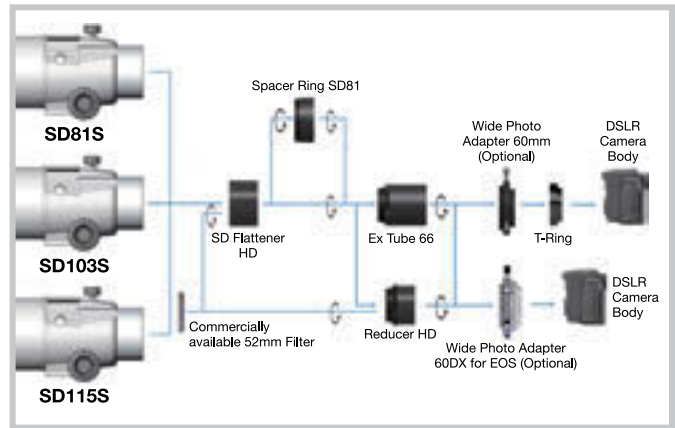 Spacer Ring SD81
Wide Photo
Adapter 60mm
(Optional)
DSLR
Camera
Body
SD81S
SD Flattener
HD
Ex Tube 66
T-Ring
SD103S
Commercially
available 52mm Filter
Reducer HD
DSLR
Camera
Body
Wide Photo Adapter
60DX for EOS (Optional)
SD115S